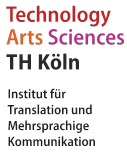 Technology
Arts Sciences
TH Köln
Institut für
Translation und
Mehrsprachige
Kommunikation